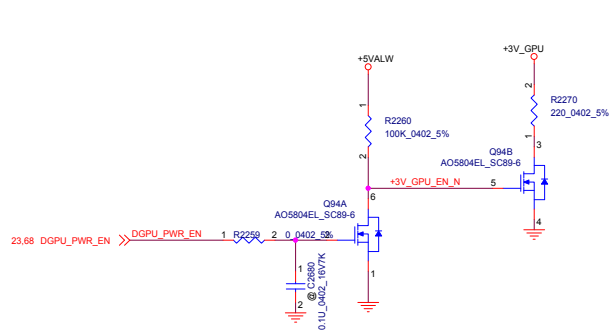 +3V_GPU
+5VALW
2
R2270
220_0402_5%
1
1
R2260
100K_0402_5%
2
3
Q94B
AO5804EL_SC89-6
+3V_GPU_EN_N
5
4
6
Q94A
AO5804EL_SC89-6
23,68 DGPU_PWR_EN
DGPU_PWR_EN
1
R2259
2
0_0402_5%
2
1
1
2
@ C2680
0.1U_0402_16V7K